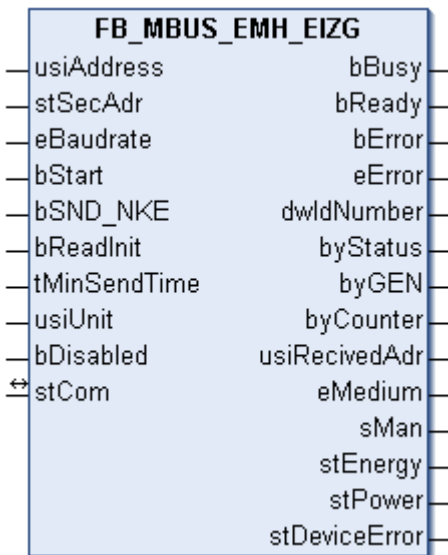 FB_MBUS_EMH_EIZG
usiAddress bBusy
stSecAdr bReady
eBaudrate bError
bStart eError
bSND_NKE dwIdNumber
bReadInit byStatus
tMinSendTime byGEN
usiUnit byCounter
bDisabled usiRecivedAdr
stCom eMedium
sMan
stEnergy
stPower
stDeviceError